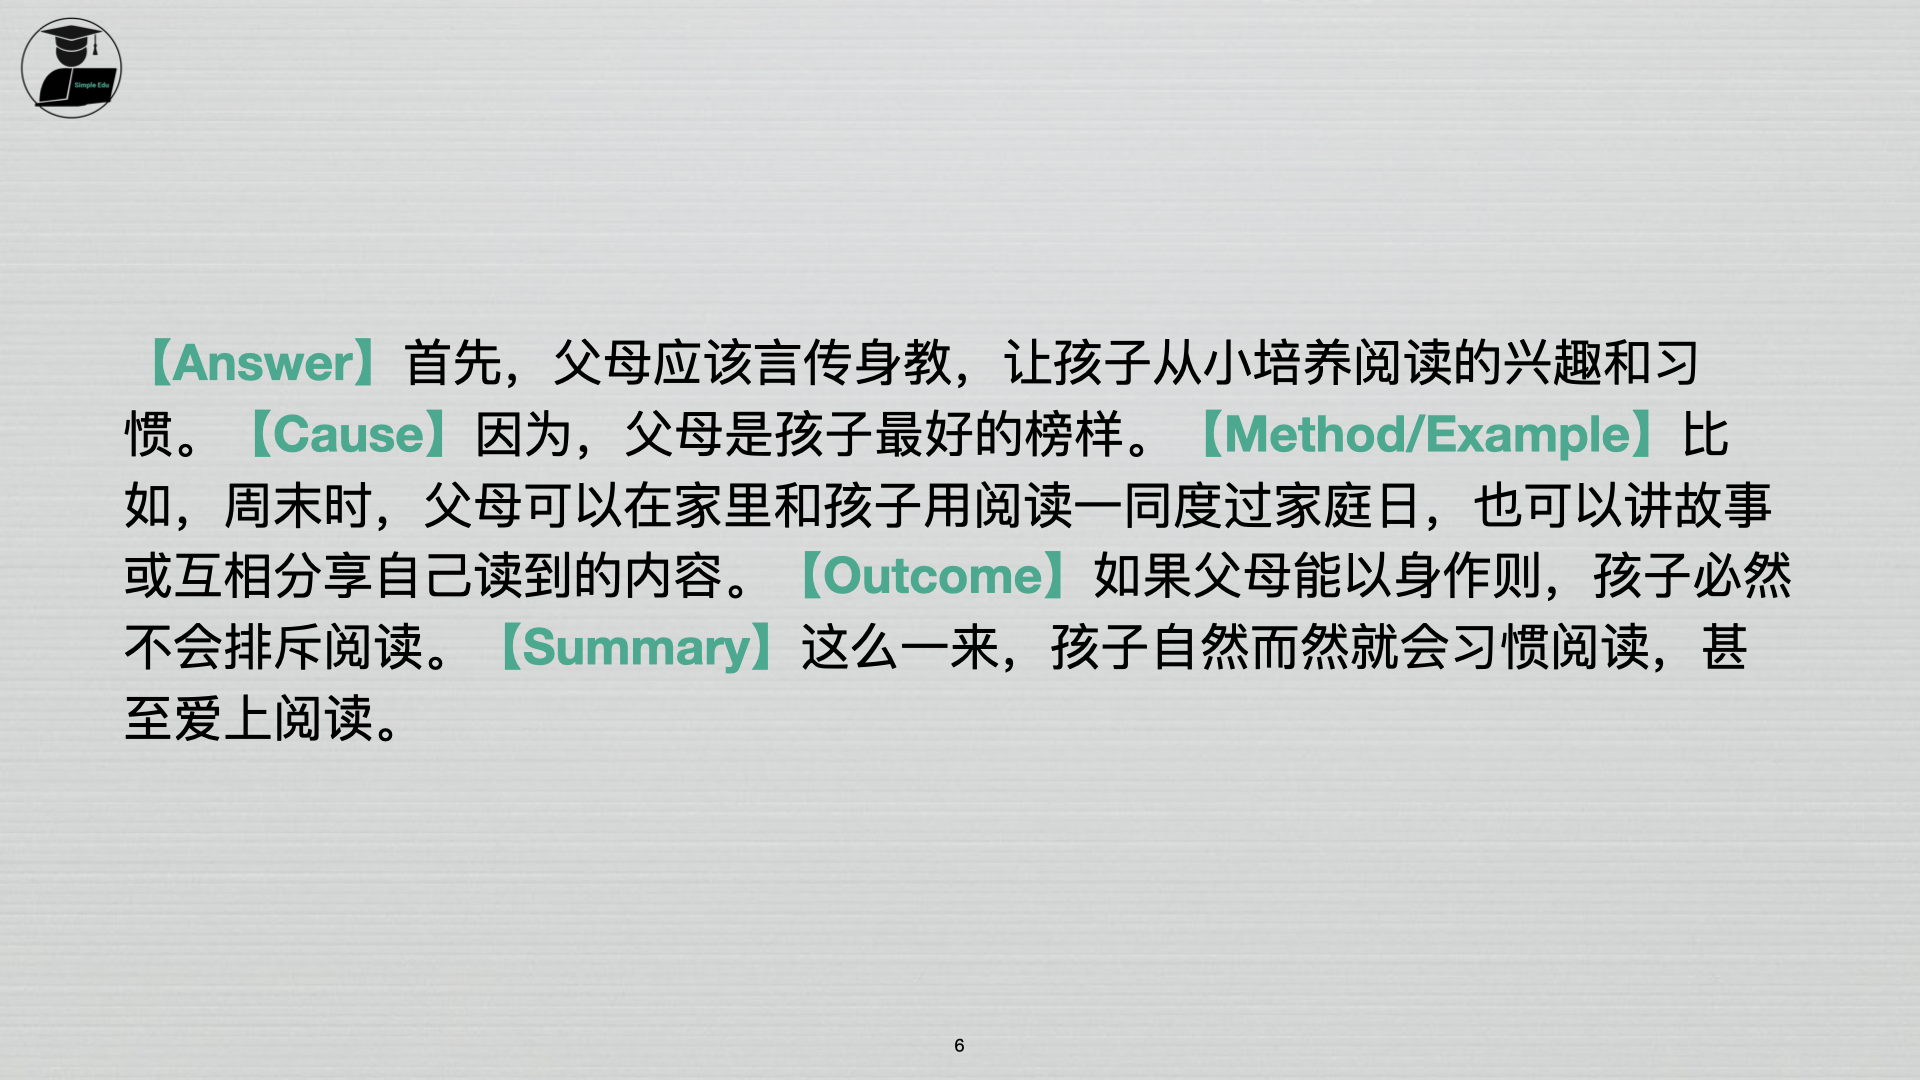 Simple Edu
【Answer】首先，父母应该言传身教，让孩子从小培养阅读的兴趣和习
惯。【Cause】因为，父母是孩子最好的榜样。【Method/Example】比
如，周末时，父母可以在家里和孩子用阅读一同度过家庭日，也可以讲故事
或互相分享自己读到的内容。【Outcome】如果父母能以身作则，孩子必然
不会排斥阅读。【Summary】这么一来，孩子自然而然就会习惯阅读，甚
至爱上阅读。
6